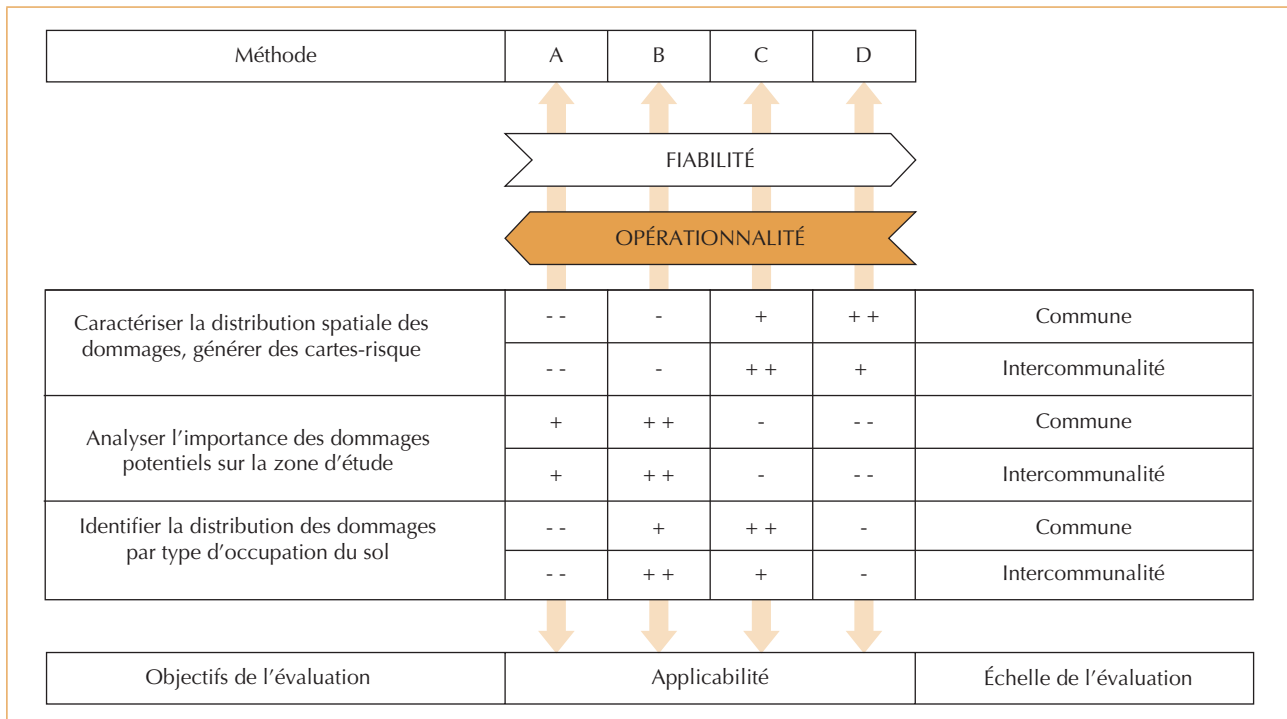 Méthode A B C D
FIABILITÉ
OPÉRATIONNALITÉ
Caractériser la distribution spatiale des
dommages, générer des cartes-risque
- - - + + + Commune
- - - + + + Intercommunalité
Analyser l’importance des dommages
potentiels sur la zone d’étude
+ + + - - - Commune
+ + + - - - Intercommunalité
Identifier la distribution des dommages
par type d’occupation du sol
- - + + + - Commune
- - + + + - Intercommunalité
Objectifs de l’évaluation Applicabilité Échelle de l’évaluation